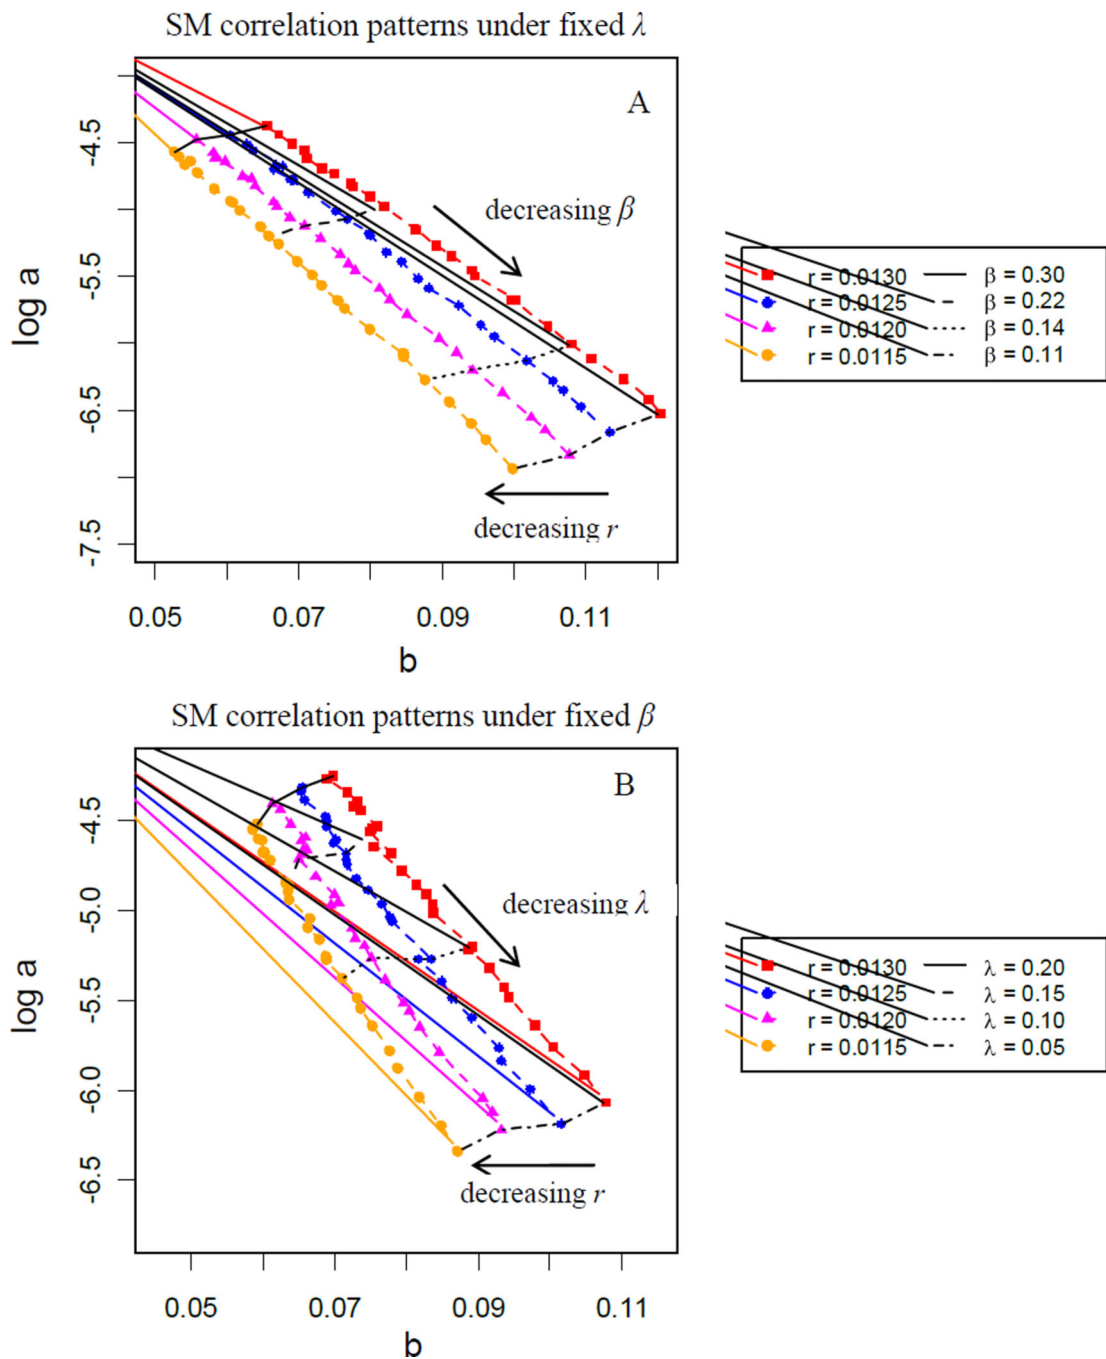 SM correlation patterns under fixed λ
A
log a
-4.5
-5.5
-6.5
-7.5
decreasing β
decreasing r
0.05 0.07 0.09 0.11
b
r = 0.0130 β = 0.30
r = 0.0125 β = 0.22
r = 0.0120 β = 0.14
r = 0.0115 β = 0.11
SM correlation patterns under fixed β
B
log a
-4.5
-5.0
-5.5
-6.0
-6.5
decreasing λ
decreasing r
0.05 0.07 0.09 0.11
b
r = 0.0130 λ = 0.20
r = 0.0125 λ = 0.15
r = 0.0120 λ = 0.10
r = 0.0115 λ = 0.05